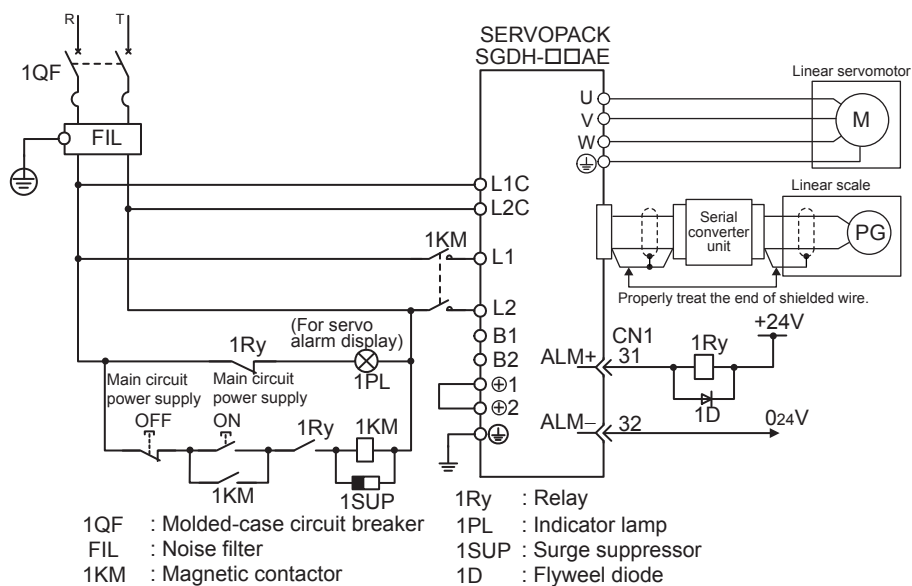 R
T
SERVOPACK
SGDH-□□AE
1QF
Linear servomotor
U
V
W
M
FIL
L1C
L2C
Linear scale
Serial
converter
unit
PG
1KM
L1
Properly treat the end of shielded wire.
L2
+24V
(For servo
alarm display)
1Ry
1PL
B1
B2
CN1
ALM+
31
1Ry
1D
Main circuit
power supply
OFF
Main circuit
power supply
ON
1Ry
1KM
⊕1
⊕2
ALM−
32
024V
1KM
1SUP
1QF : Molded-case circuit breaker
FIL : Noise filter
1KM : Magnetic contactor
1Ry : Relay
1PL : Indicator lamp
1SUP : Surge suppressor
1D : Flyweel diode